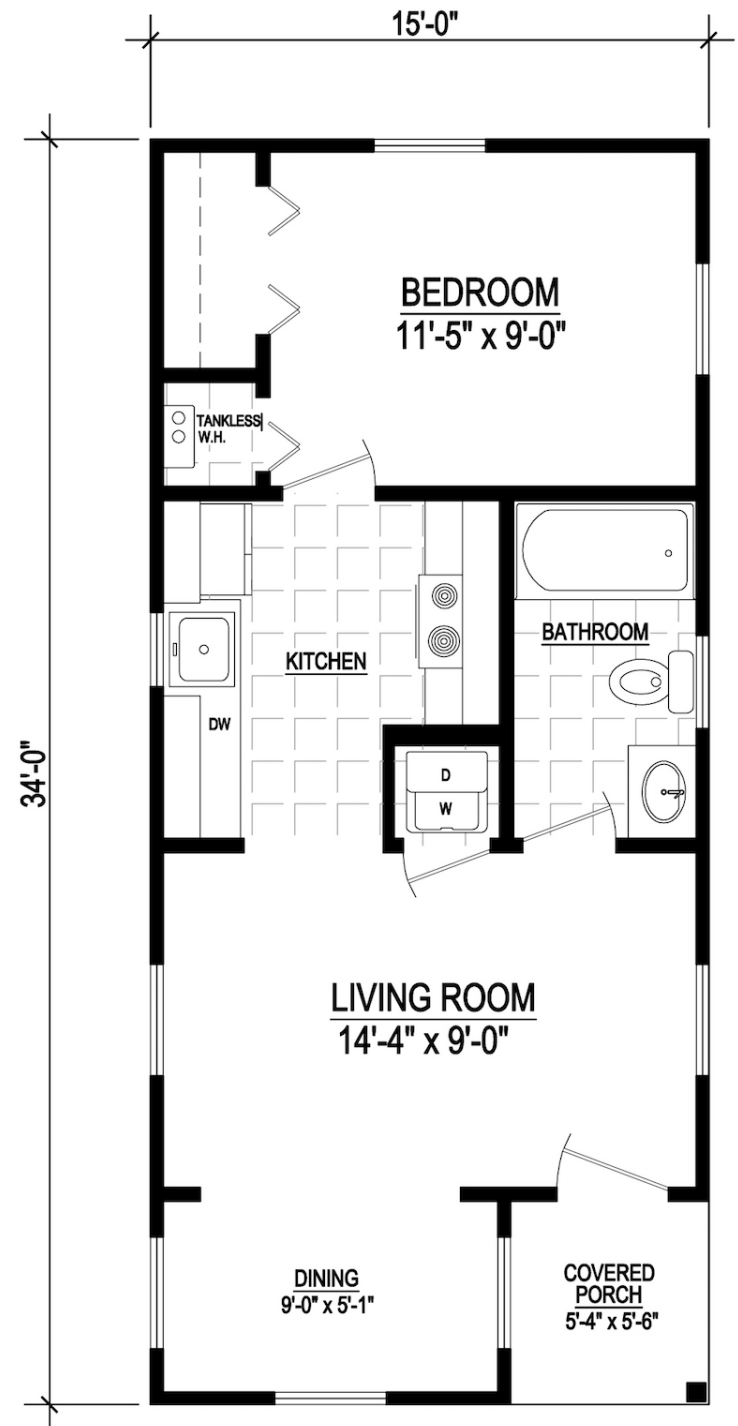 15'-0"
BEDROOM
11'-5" x 9'-0"
TANKLESS
W.H.
BATHROOM
KITCHEN
DW
34'-0"
D
W
LIVING ROOM
14'-4" x 9'-0"
DINING
9'-0" x 5'-1"
COVERED
PORCH
5'-4" x 5'-6"